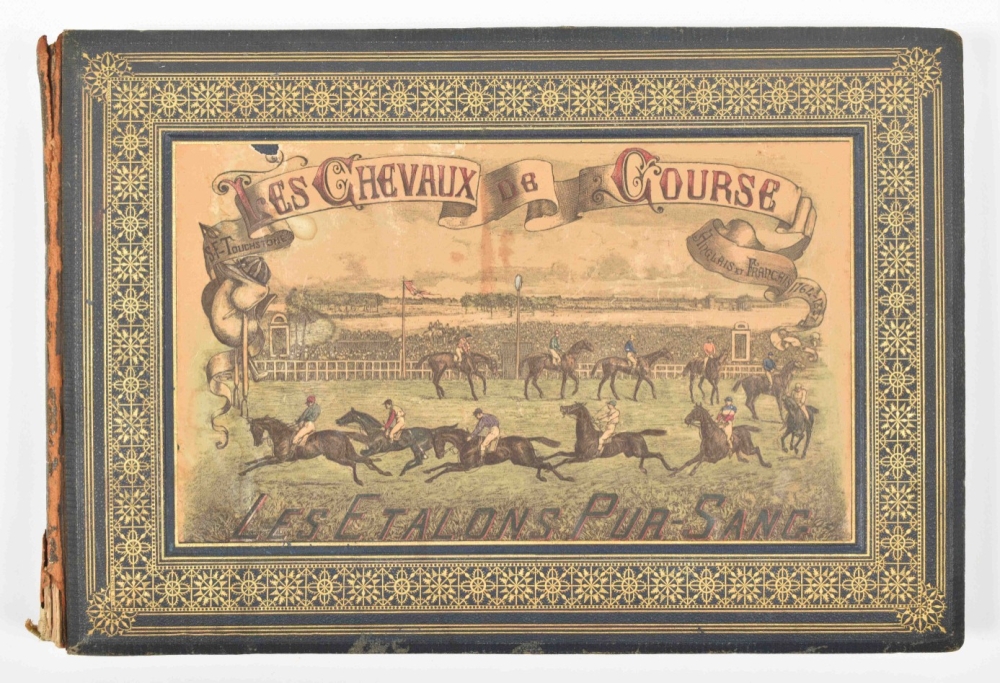 LES CHEVAUX DE COURSE
S.F.-TOUCHSTONE
ANGLAIS ET FRANÇAIS
LES ETALONS PUR-SANG